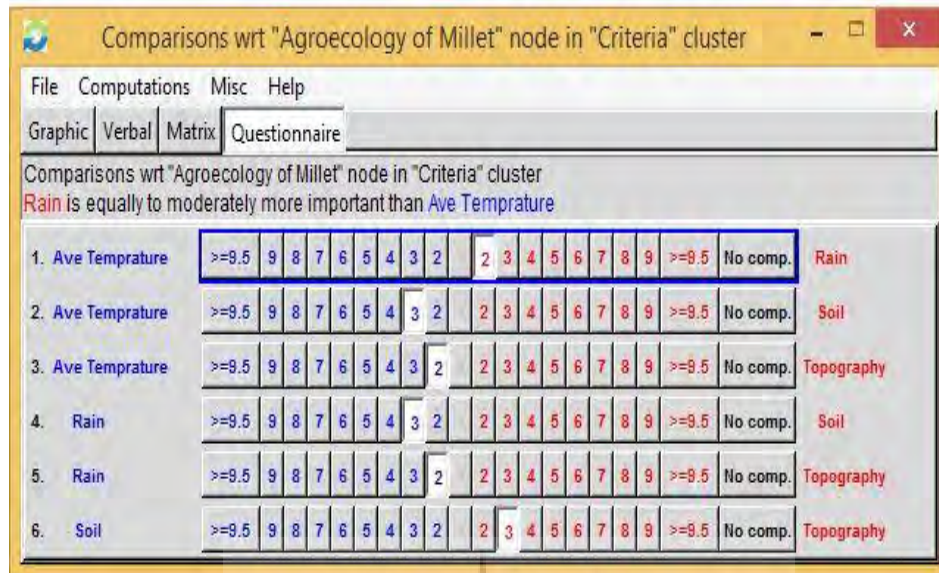 Comparisons wrt "Agroecology of Millet" node in "Criteria" cluster
File Computations Misc Help
Graphic Verbal Matrix Questionnaire
Comparisons wrt "Agroecology of Millet" node in "Criteria" cluster
Rain is equally to moderately more important than Ave Temprature
1. Ave Temprature >=9.5 9 8 7 6 5 4 3 2 2 3 4 5 6 7 8 9 >=9.5 No comp. Rain
2. Ave Temprature >=9.5 9 8 7 6 5 4 3 2 2 3 4 5 6 7 8 9 >=9.5 No comp. Soil
3. Ave Temprature >=9.5 9 8 7 6 5 4 3 2 2 3 4 5 6 7 8 9 >=9.5 No comp. Topography
4. Rain >=9.5 9 8 7 6 5 4 3 2 2 3 4 5 6 7 8 9 >=9.5 No comp. Soil
5. Rain >=9.5 9 8 7 6 5 4 3 2 2 3 4 5 6 7 8 9 >=9.5 No comp. Topography
6. Soil >=9.5 9 8 7 6 5 4 3 2 2 3 4 5 6 7 8 9 >=9.5 No comp. Topography